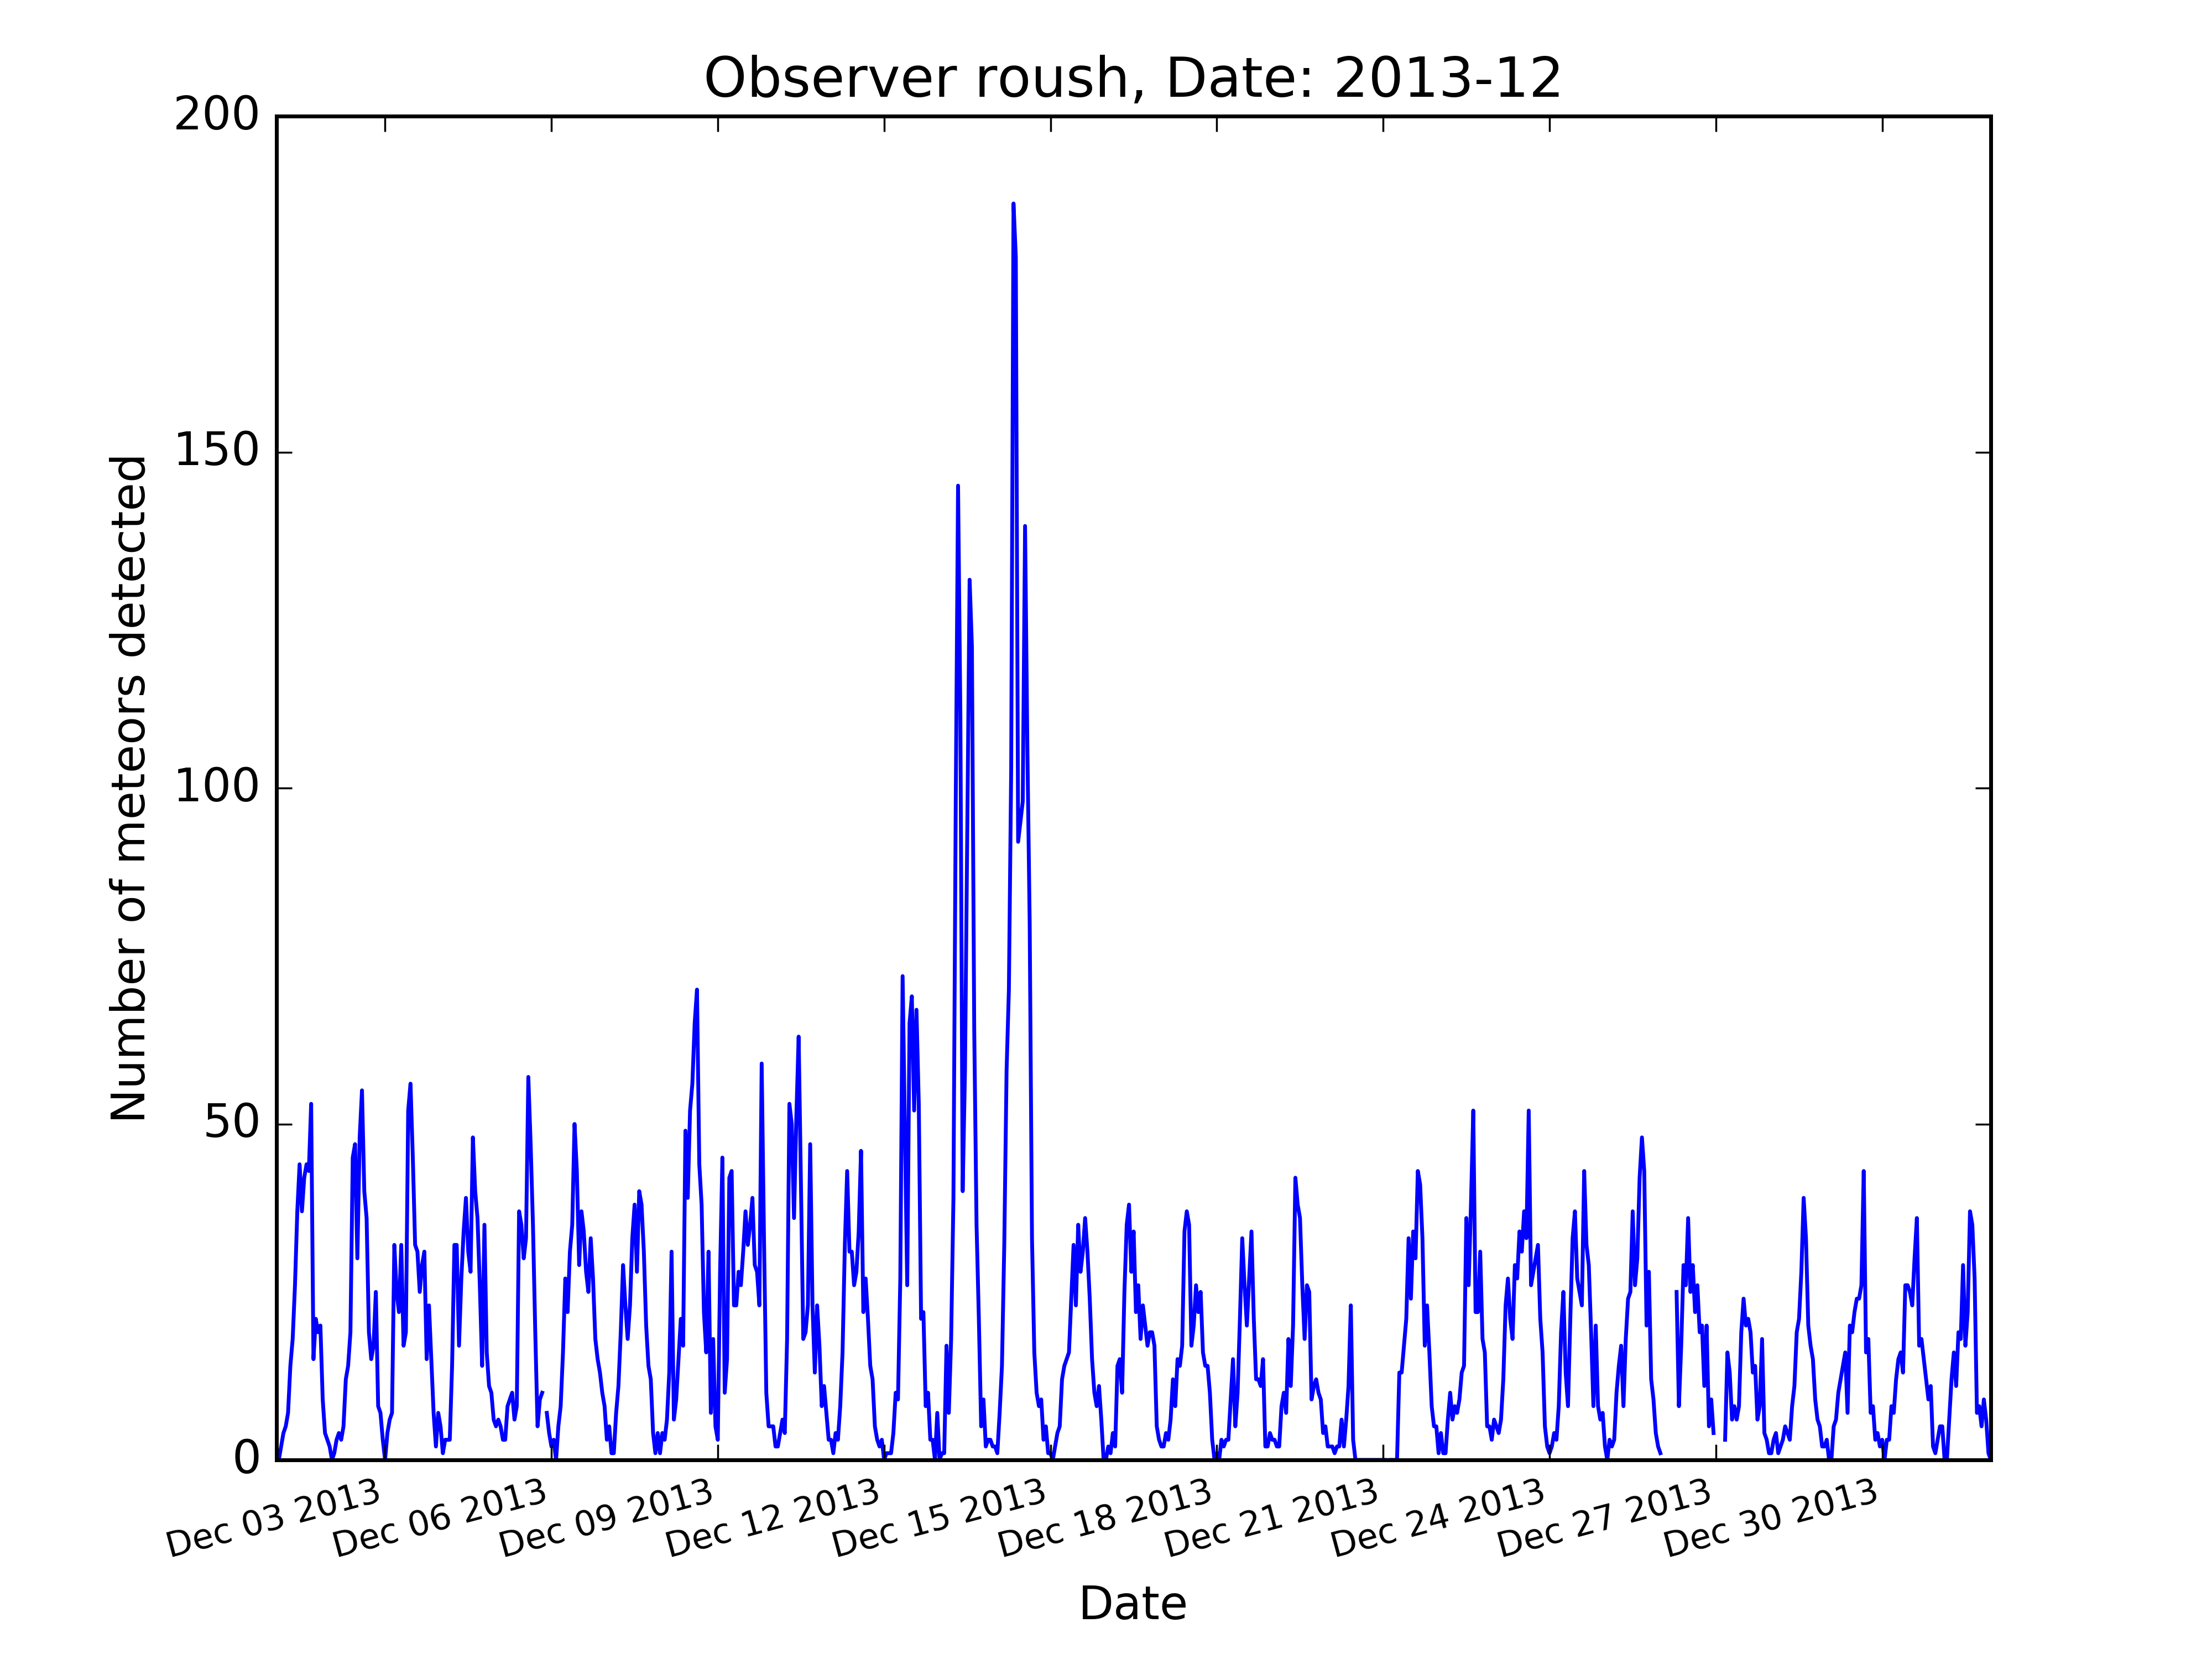 Observer roush, Date: 2013-12
200
150
100
50
0
Number of meteors detected
Dec 03 2013
Dec 06 2013
Dec 09 2013
Dec 12 2013
Dec 15 2013
Dec 18 2013
Dec 21 2013
Dec 24 2013
Dec 27 2013
Dec 30 2013
Date